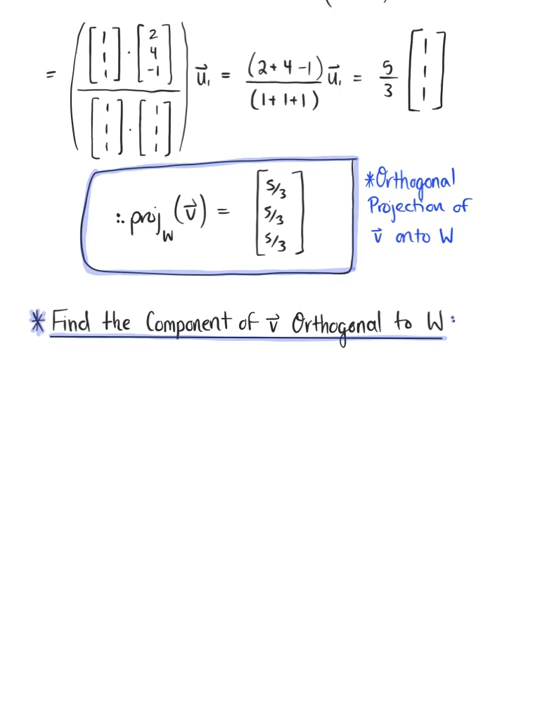 = ([1 1 1] · [2 4 -1] / [1 1 1] · [1 1 1]) u⃗₁ = (2+4-1)/(1+1+1) u⃗₁ = 5/3 [1 1 1]
∴ proj_W (v⃗) = [5/3 5/3 5/3]
*Orthogonal
Projection of
v⃗ onto W
* Find the Component of v⃗ Orthogonal to W: